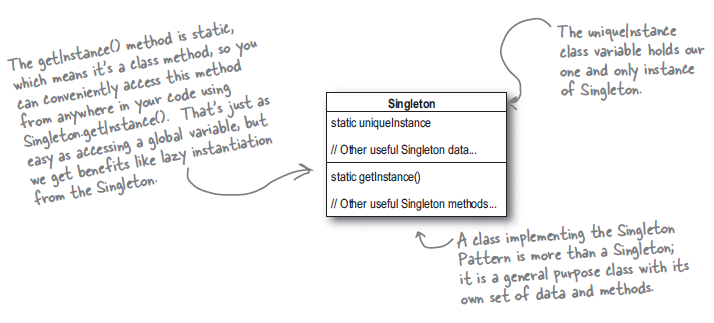 The getInstance() method is static,
which means it's a class method, so you
can conveniently access this method
from anywhere in your code using
Singleton.getInstance(). That's just as
easy as accessing a global variable, but
we get benefits like lazy instantiation
from the Singleton.
The uniqueInstance
class variable holds our
one and only instance
of Singleton.
Singleton
static uniqueInstance
// Other useful Singleton data...
static getInstance()
// Other useful Singleton methods...
A class implementing the Singleton
Pattern is more than a Singleton;
it is a general purpose class with its
own set of data and methods.